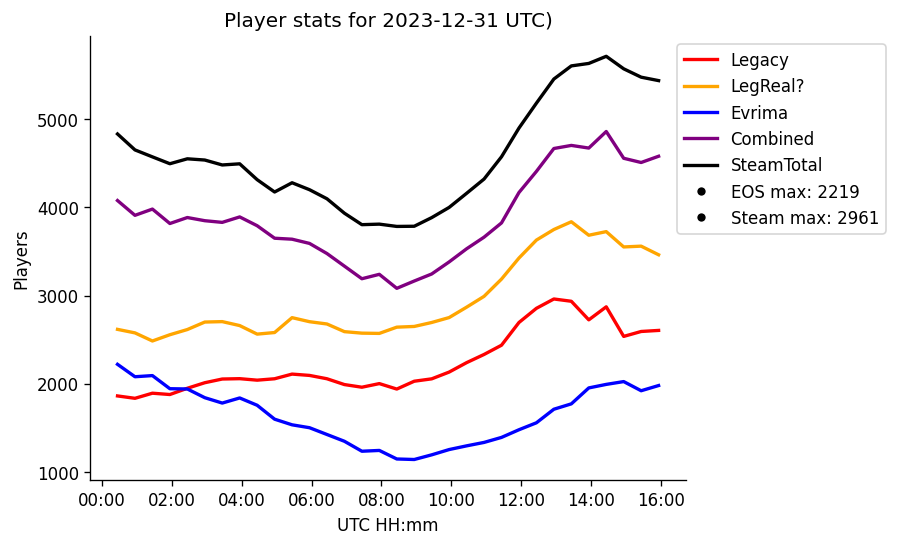 Player stats for 2023-12-31 UTC)
Legacy
LegReal?
Evrima
Combined
SteamTotal
EOS max: 2219
Steam max: 2961
Players
5000
4000
3000
2000
1000
00:00 02:00 04:00 06:00 08:00 10:00 12:00 14:00 16:00
UTC HH:mm